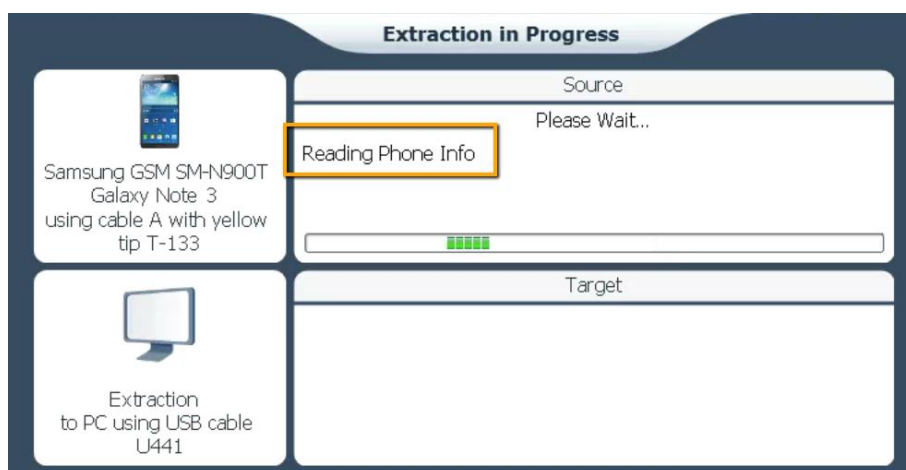 Extraction in Progress
Samsung GSM SM-N900T
Galaxy Note 3
using cable A with yellow
tip T-133
Source
Please Wait...
Reading Phone Info
Extraction
to PC using USB cable
U441
Target